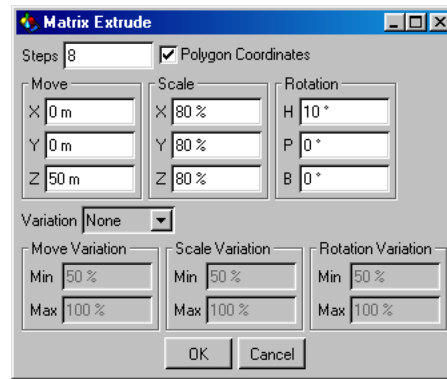 Matrix Extrude
Steps 8 Polygon Coordinates
Move Scale Rotation
X 0 m X 80 % H 10 °
Y 0 m Y 80 % P 0 °
Z 50 m Z 80 % B 0 °
Variation None
Move Variation Scale Variation Rotation Variation
Min 50 % Min 50 % Min 50 %
Max 100 % Max 100 % Max 100 %
OK Cancel